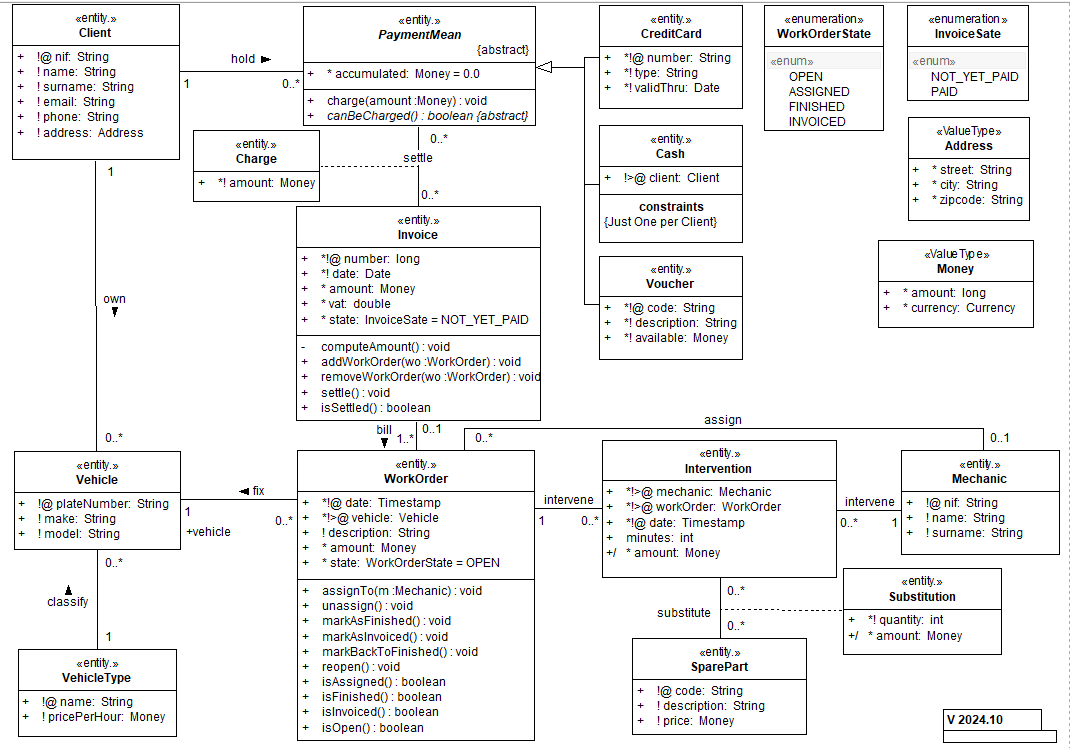 «entity.»
Client
+ !@ nif: String
+ ! name: String
+ ! surname: String
+ ! email: String
+ ! phone: String
+ ! address: Address
hold
1
0..*
«entity.»
PaymentMean
{abstract}
+ * accumulated: Money = 0.0
+ charge(amount :Money) : void
+ canBeCharged() : boolean {abstract}
«entity.»
CreditCard
+ *!@ number: String
+ *! type: String
+ *! validThru: Date
«enumeration»
WorkOrderState
«enum»
OPEN
ASSIGNED
FINISHED
INVOICED
«enumeration»
InvoiceSate
«enum»
NOT_YET_PAID
PAID
«entity.»
Charge
+ *! amount: Money
0..*
settle
0..*
«entity.»
Cash
+ !>@ client: Client
constraints
{Just One per Client}
«ValueType»
Address
+ * street: String
+ * city: String
+ * zipcode: String
1
own
0..*
«entity.»
Invoice
+ *!@ number: long
+ *! date: Date
+ * amount: Money
+ * vat: double
+ * state: InvoiceSate = NOT_YET_PAID
- computeAmount() : void
+ addWorkOrder(wo :WorkOrder) : void
+ removeWorkOrder(wo :WorkOrder) : void
+ settle() : void
+ isSettled() : boolean
«entity.»
Voucher
+ *!@ code: String
+ *! description: String
+ *! available: Money
«ValueType»
Money
+ * amount: long
+ * currency: Currency
bill
1..*
0..1
0..*
assign
0..1
«entity.»
Vehicle
+ !@ plateNumber: String
+ ! make: String
+ ! model: String
fix
1
+vehicle
0..*
«entity.»
WorkOrder
+ *!@ date: Timestamp
+ *!>@ vehicle: Vehicle
+ ! description: String
+ * amount: Money
+ * state: WorkOrderState = OPEN
+ assignTo(m :Mechanic) : void
+ unassign() : void
+ markAsFinished() : void
+ markAsInvoiced() : void
+ markBackToFinished() : void
+ reopen() : void
+ isAssigned() : boolean
+ isFinished() : boolean
+ isInvoiced() : boolean
+ isOpen() : boolean
intervene
1
0..*
«entity.»
Intervention
+ *!>@ mechanic: Mechanic
+ *!>@ workOrder: WorkOrder
+ *!@ date: Timestamp
+ minutes: int
+/ * amount: Money
intervene
0..*
1
«entity.»
Mechanic
+ !@ nif: String
+ ! name: String
+ ! surname: String
0..*
classify
1
«entity.»
VehicleType
+ !@ name: String
+ ! pricePerHour: Money
0..*
substitute
0..*
«entity.»
Substitution
+ *! quantity: int
+/ * amount: Money
«entity.»
SparePart
+ !@ code: String
+ ! description: String
+ ! price: Money
V 2024.10